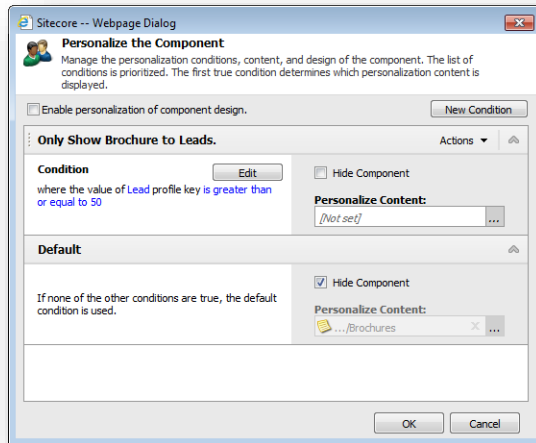 Sitecore -- Webpage Dialog
Personalize the Component
Manage the personalization conditions, content, and design of the component. The list of
conditions is prioritized. The first true condition determines which personalization content is
displayed.
Enable personalization of component design.
New Condition
Only Show Brochure to Leads.
Actions
Condition
Edit
where the value of Lead profile key is greater than
or equal to 50
Hide Component
Personalize Content:
[Not set]
...
Default
If none of the other conditions are true, the default
condition is used.
Hide Component
Personalize Content:
.../Brochures
...
OK
Cancel